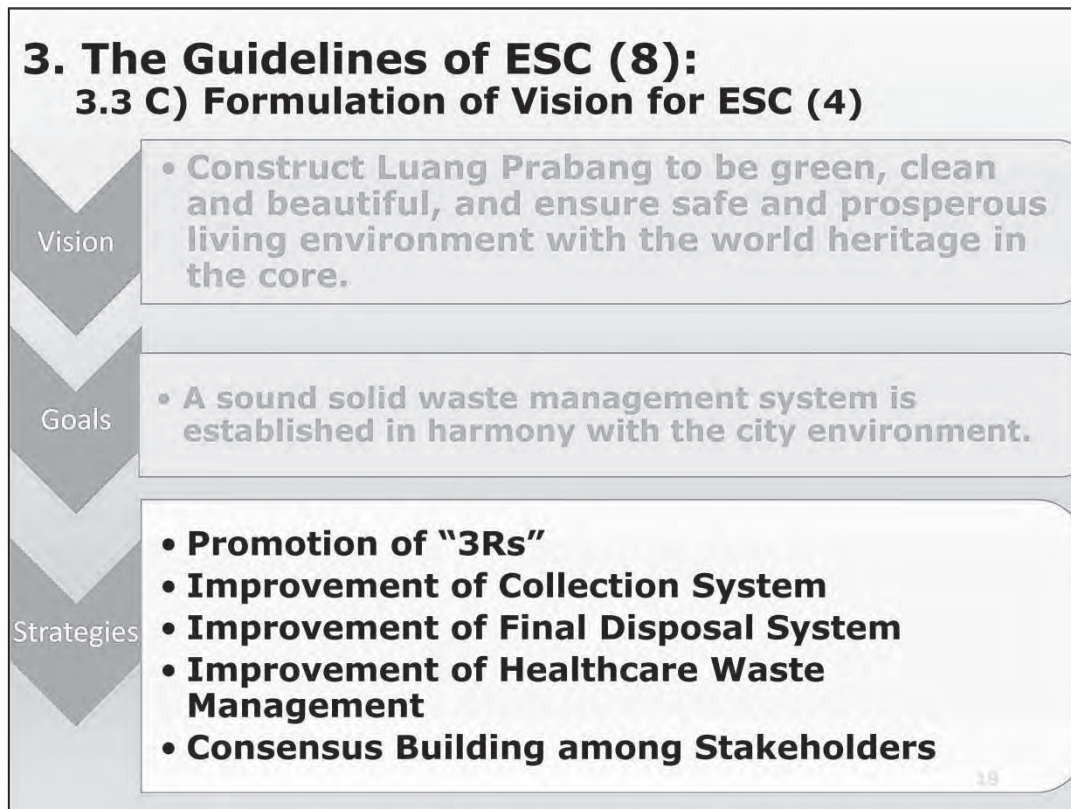 3. The Guidelines of ESC (8):
3.3 C) Formulation of Vision for ESC (4)
Vision
• Construct Luang Prabang to be green, clean
and beautiful, and ensure safe and prosperous
living environment with the world heritage in
the core.
Goals
• A sound solid waste management system is
established in harmony with the city environment.
Strategies
• Promotion of “3Rs”
• Improvement of Collection System
• Improvement of Final Disposal System
• Improvement of Healthcare Waste
Management
• Consensus Building among Stakeholders